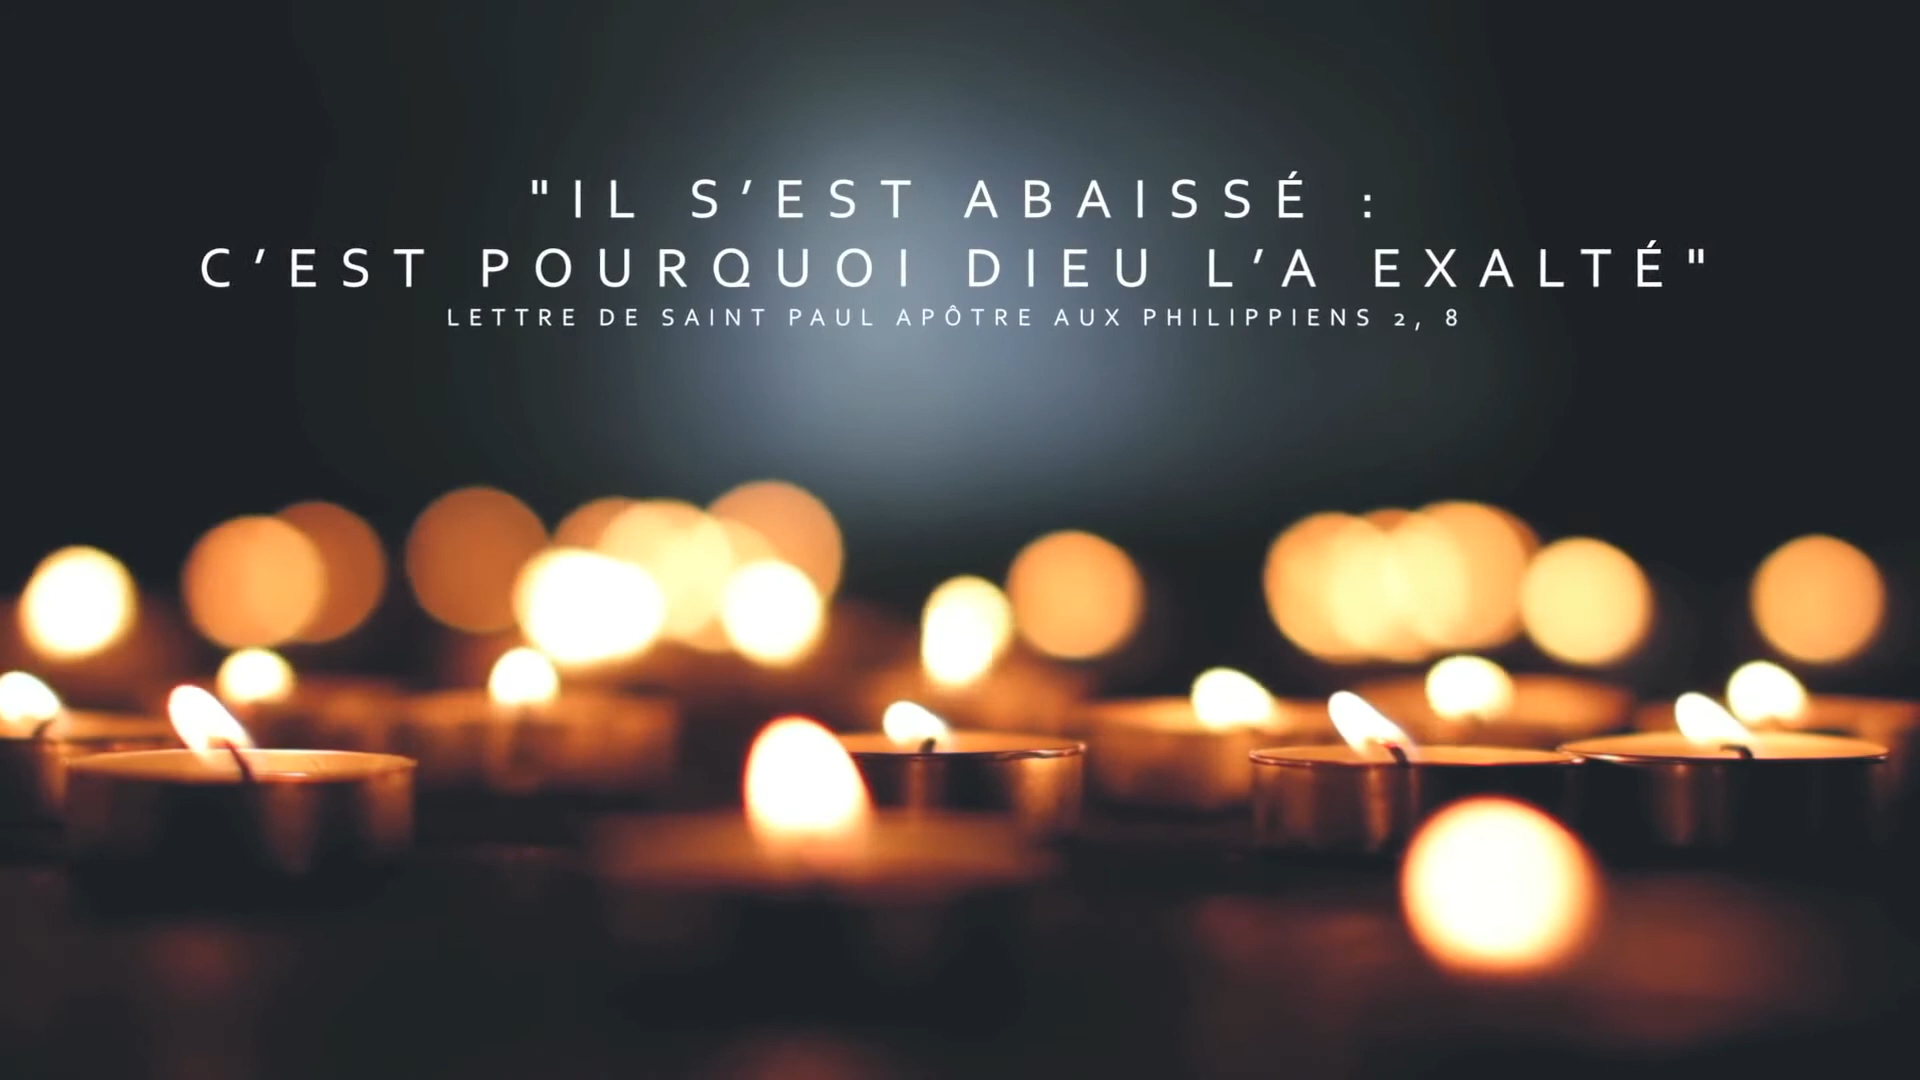 "IL S’EST ABAISSÉ :
C’EST POURQUOI DIEU L’A EXALTÉ"
LETTRE DE SAINT PAUL APÔTRE AUX PHILIPPIENS 2, 8